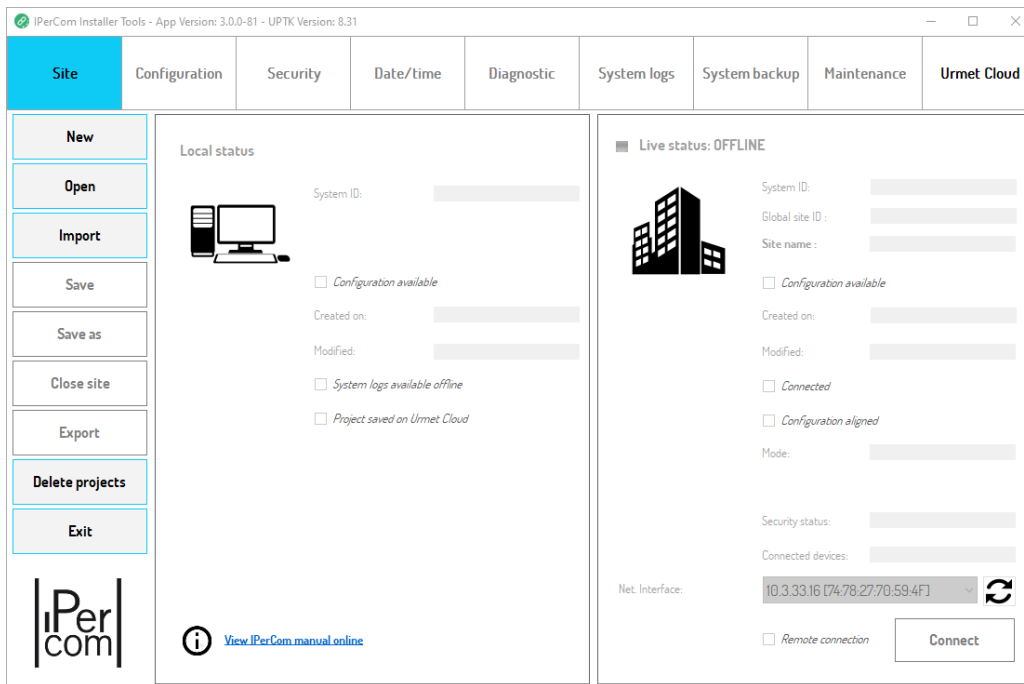 IPerCom Installer Tools - App Version: 3.0.0-81 - UPTK Version: 8.31
Site
Configuration
Security
Date/time
Diagnostic
System logs
System backup
Maintenance
Urmet Cloud
New
Open
Import
Save
Save as
Close site
Export
Delete projects
Exit
IPer
com
Local status
System ID:
Configuration available
Created on:
Modified:
System logs available offline
Project saved on Urmet Cloud
View IPerCom manual online
Live status: OFFLINE
System ID:
Global site ID :
Site name :
Configuration available
Created on:
Modified:
Connected
Configuration aligned
Mode:
Security status:
Connected devices:
Net. Interface:
10.3.33.16 [74:78:27:70:59:4F]
Remote connection
Connect